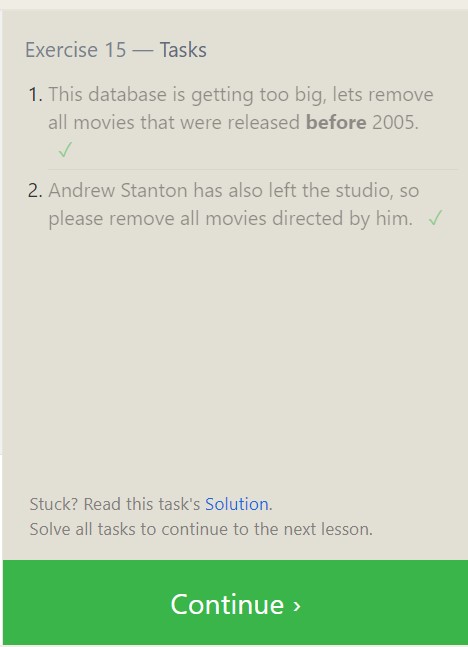 Exercise 15 — Tasks
1. This database is getting too big, lets remove
all movies that were released before 2005.
✓
2. Andrew Stanton has also left the studio, so
please remove all movies directed by him. ✓
Stuck? Read this task's Solution.
Solve all tasks to continue to the next lesson.
Continue ›